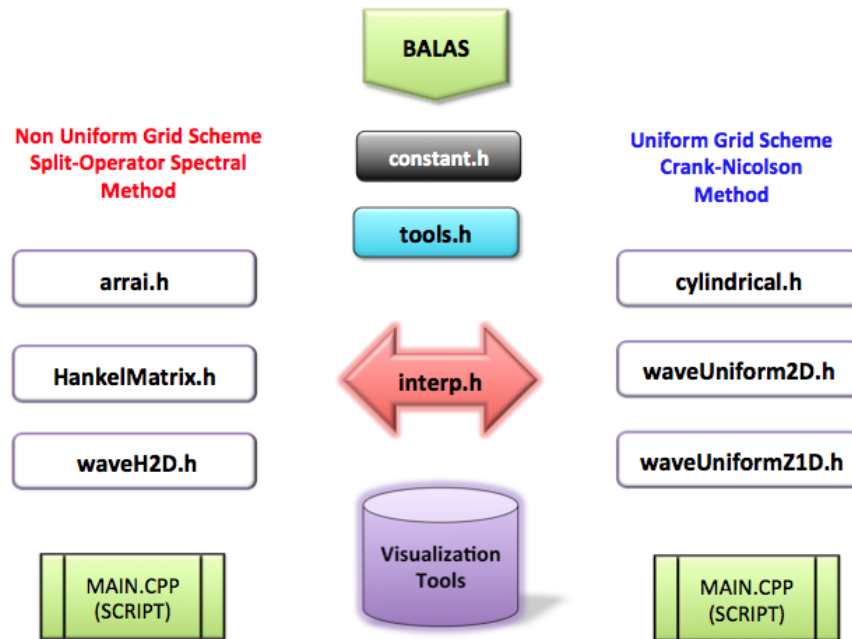 BALAS
Non Uniform Grid Scheme
Split-Operator Spectral
Method
constant.h
tools.h
Uniform Grid Scheme
Crank-Nicolson
Method
arrai.h
HankelMatrix.h
waveH2D.h
interp.h
cylindrical.h
waveUniform2D.h
waveUniformZ1D.h
MAIN.CPP
(SCRIPT)
Visualization
Tools
MAIN.CPP
(SCRIPT)